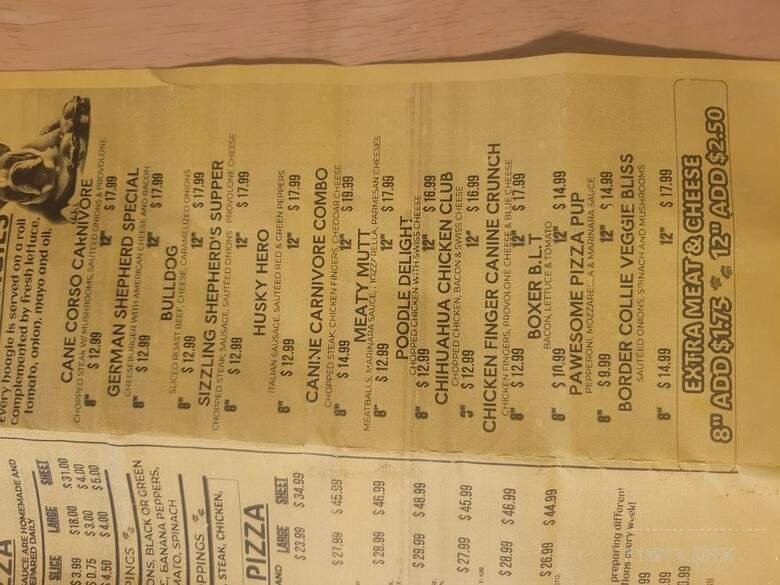 Every hoagie is served on a roll
complemented by fresh lettuce,
tomato, onion, mayo and oil.
CANE CORSO CARNIVORE
CHOPPED STEAK W/ MUSHROOMS, SAUTEED ONIONS & PROVOLONE
8" $12.99 12" $17.99
GERMAN SHEPHERD SPECIAL
CHEESEBURGER WITH AMERICAN CHEESE AND BACON
8" $12.99 12" $17.99
BULLDOG
SLICED ROAST BEEF, CHEESE, CARAMELIZED ONIONS
8" $12.99 12" $17.99
SIZZLING SHEPHERD'S SUPPER
CHOPPED STEAK, SAUSAGE, SAUTÉED ONIONS PROVOLONE CHEESE
8" $12.99 12" $17.99
HUSKY HERO
ITALIAN SAUSAGE, SAUTEED RED & GREEN PEPPERS
8" $12.99 12" $17.99
CANINE CARNIVORE COMBO
CHOPPED STEAK, CHICKEN FINGERS, CHEDDAR CHEESE
8" $14.99 12" $19.99
MEATY MUTT
MEATBALLS, MARINARA SAUCE, MOZZARELLA, PARMESAN CHEESES
8" $12.99 12" $17.99
POODLE DELIGHT
CHOPPED CHICKEN WITH SWISS CHEESE
8" $12.99 12" $16.99
CHIHUAHUA CHICKEN CLUB
CHOPPED CHICKEN, BACON & SWISS CHEESE
8" $12.99 12" $16.99
CHICKEN FINGER CANINE CRUNCH
CHICKEN FINGERS, PROVOLONE CHEESE & BLUE CHEESE
8" $12.99 12" $17.99
BOXER B.L.T
BACON, LETTUCE & TOMATO
8" $10.99 12" $14.99
PAWESOME PIZZA PUP
PEPPERONI, MOZZARELLA & MARINARA SAUCE
8" $9.99 12" $14.99
BORDER COLLIE VEGGIE BLISS
SAUTÉED ONIONS, SPINACH AND MUSHROOMS
8" $14.99 12" $17.99
EXTRA MEAT & CHEESE
8" ADD $1.75 12" ADD $2.50
SAUCE ARE HOMEMADE AND
PREPARED DAILY
SLICE LARGE SHEET
$3.99 $18.00 $31.00
$0.75 $3.00 $4.00
$4.50 $4.00 $5.00
BLACK OR GREEN
BANANA PEPPERS,
SPINACH
STEAK, CHICKEN,
PIZZA
LARGE SHEET
$23.99 $34.99
$27.99 $45.99
$28.99 $46.99
$29.99 $48.99
$27.99 $45.99
$28.99 $46.99
$26.99 $44.99
preparing different
every week!